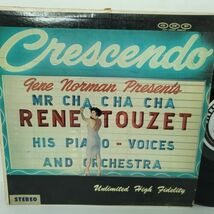 GNP
Crescendo
Gene Norman Presents
MR CHA CHA CHA
RENE TOUZET
HIS PIANO - VOICES
AND ORCHESTRA
STEREO
Unlimited High Fidelity